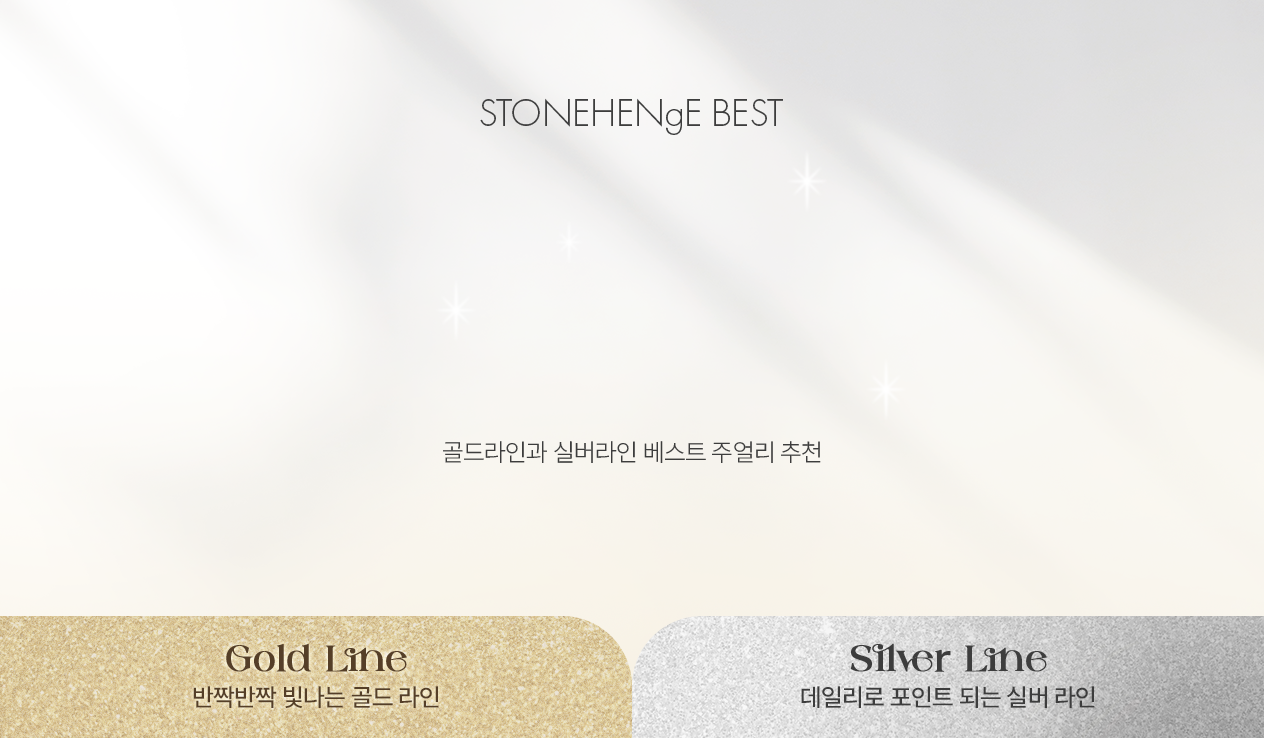 STONEHENgE BEST
골드라인과 실버라인 베스트 주얼리 추천
Gold Line
반짝반짝 빛나는 골드 라인
Silver Line
데일리로 포인트 되는 실버 라인